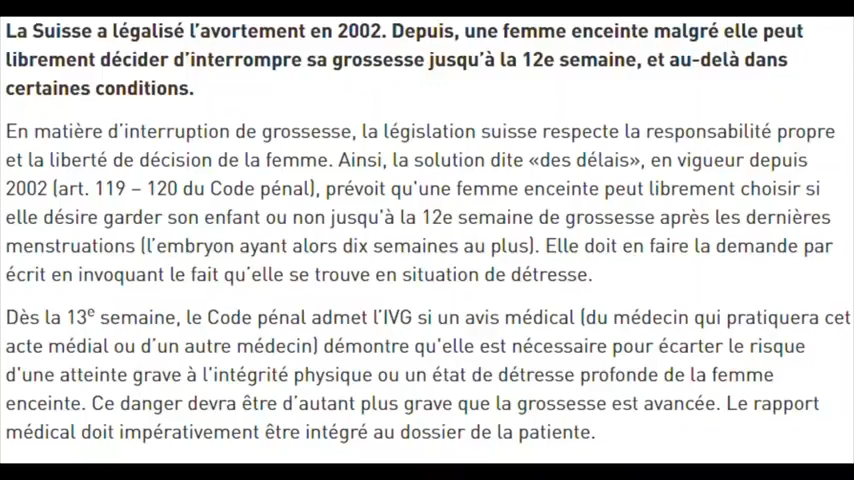 La Suisse a légalisé l'avortement en 2002. Depuis, une femme enceinte malgré elle peut
librement décider d'interrompre sa grossesse jusqu'à la 12e semaine, et au-delà dans
certaines conditions.
En matière d'interruption de grossesse, la législation suisse respecte la responsabilité propre
et la liberté de décision de la femme. Ainsi, la solution dite «des délais», en vigueur depuis
2002 (art. 119 – 120 du Code pénal), prévoit qu'une femme enceinte peut librement choisir si
elle désire garder son enfant ou non jusqu'à la 12e semaine de grossesse après les dernières
menstruations (l'embryon ayant alors dix semaines au plus). Elle doit en faire la demande par
écrit en invoquant le fait qu'elle se trouve en situation de détresse.
Dès la 13e semaine, le Code pénal admet l'IVG si un avis médical (du médecin qui pratiquera cet
acte médial ou d'un autre médecin) démontre qu'elle est nécessaire pour écarter le risque
d'une atteinte grave à l'intégrité physique ou un état de détresse profonde de la femme
enceinte. Ce danger devra être d'autant plus grave que la grossesse est avancée. Le rapport
médical doit impérativement être intégré au dossier de la patiente.